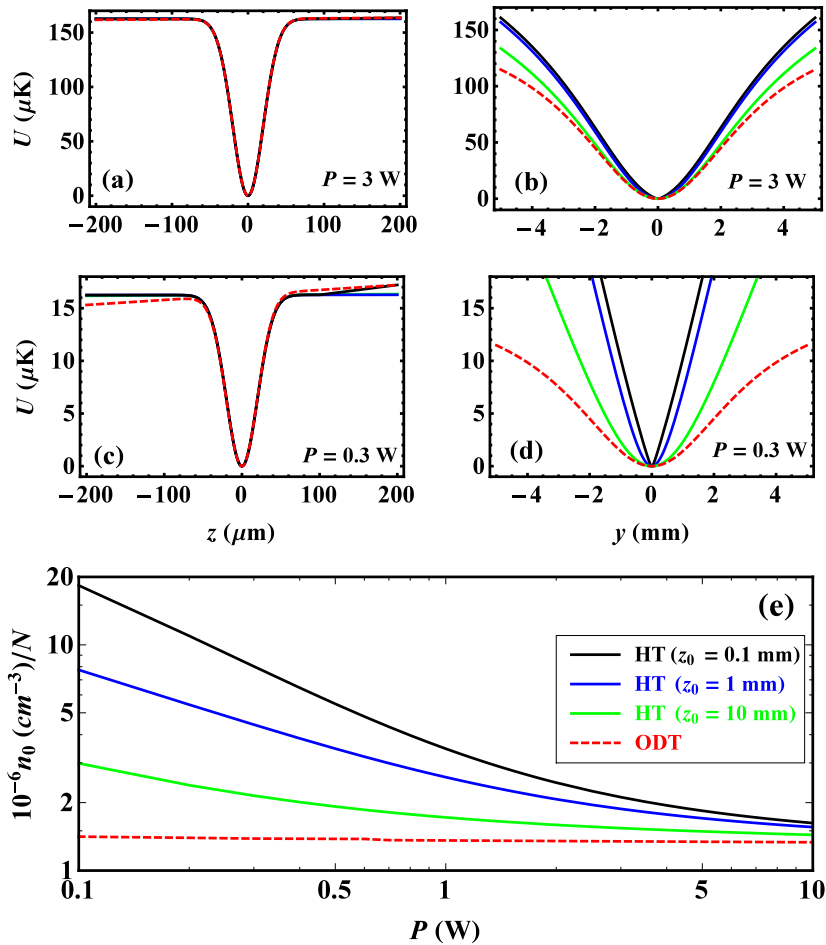 150
100
50
0
U (μK)
(a)
P = 3 W
−200
−100
0
100
200
150
100
50
0
U (μK)
(b)
P = 3 W
−4
−2
0
2
4
15
10
5
0
U (μK)
(c)
P = 0.3 W
−200
−100
0
100
200
z (μm)
15
10
5
0
(d)
P = 0.3 W
−4
−2
0
2
4
y (mm)
20
10
5
2
1
10⁻⁶n₀ (cm⁻³)/N
(e)
HT (z₀ = 0.1 mm)
HT (z₀ = 1 mm)
HT (z₀ = 10 mm)
ODT
0.1
0.5
1
5
10
P (W)